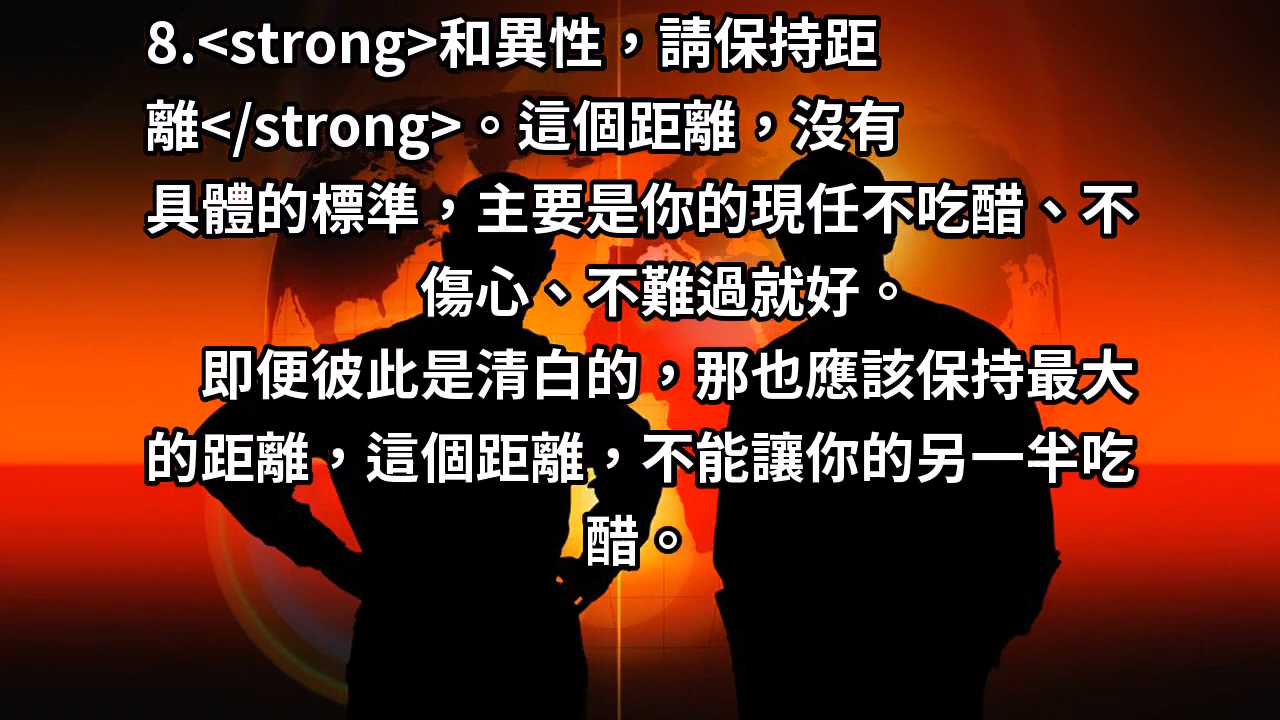 8.<strong>和異性，請保持距
離</strong>。這個距離，沒有
具體的標準，主要是你的現任不吃醋、不
傷心、不難過就好。
即便彼此是清白的，那也應該保持最大
的距離，這個距離，不能讓你的另一半吃
醋。